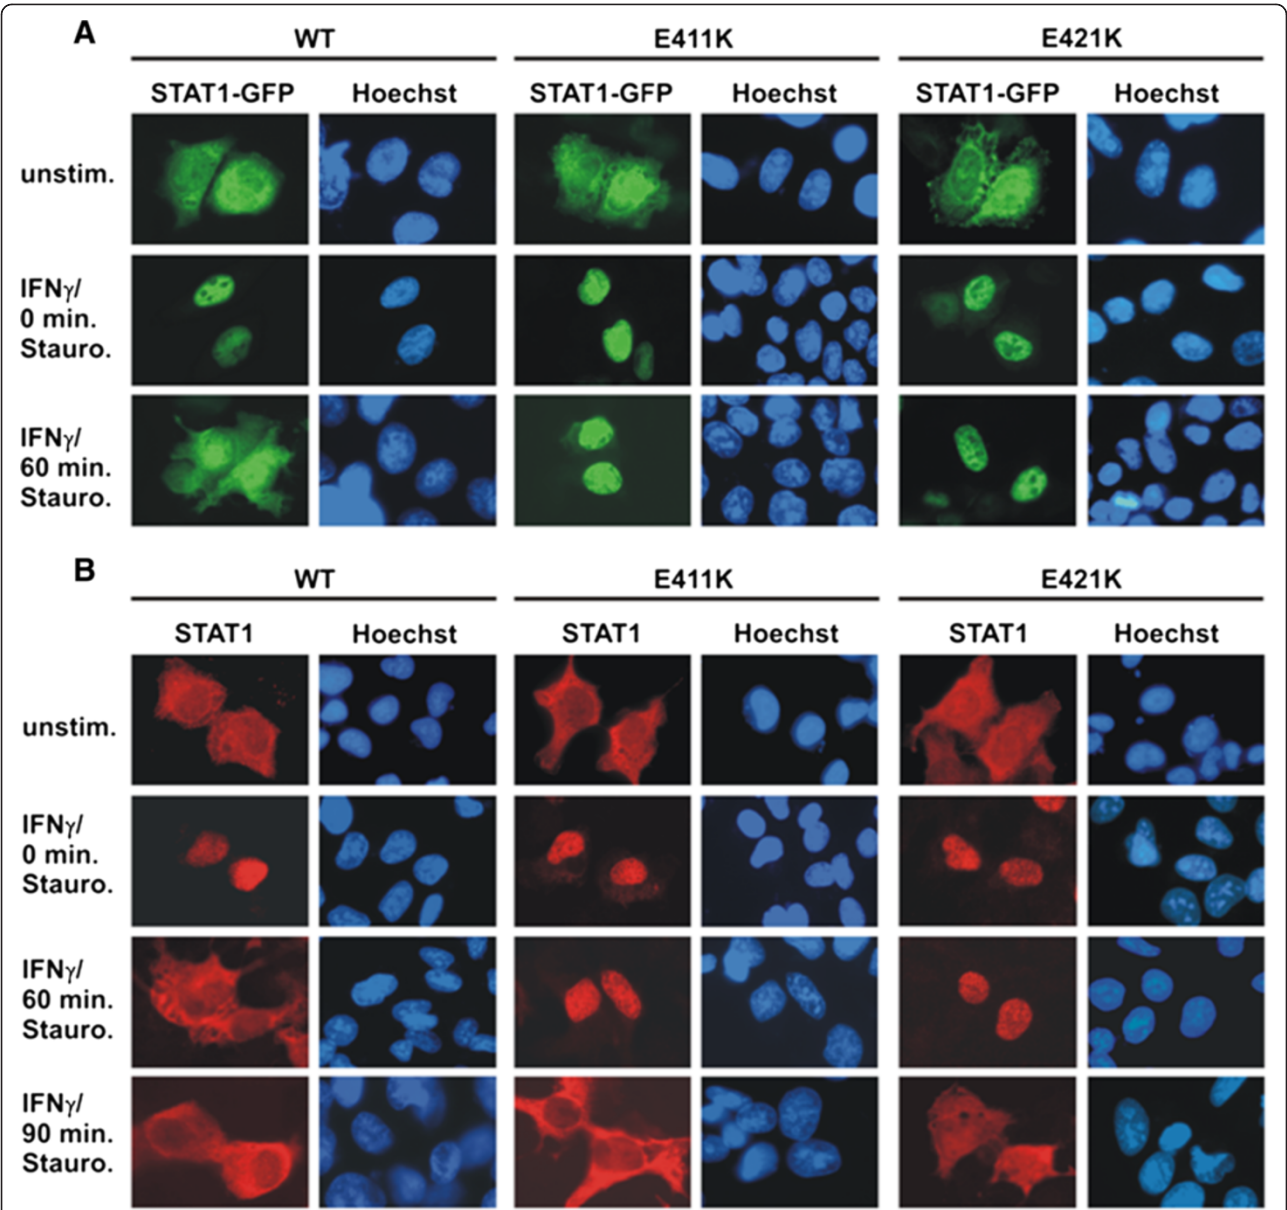 A
WT E411K E421K
STAT1-GFP Hoechst STAT1-GFP Hoechst STAT1-GFP Hoechst
unstim.
IFNγ/
0 min.
Stauro.
IFNγ/
60 min.
Stauro.
B
WT E411K E421K
STAT1 Hoechst STAT1 Hoechst STAT1 Hoechst
unstim.
IFNγ/
0 min.
Stauro.
IFNγ/
60 min.
Stauro.
IFNγ/
90 min.
Stauro.